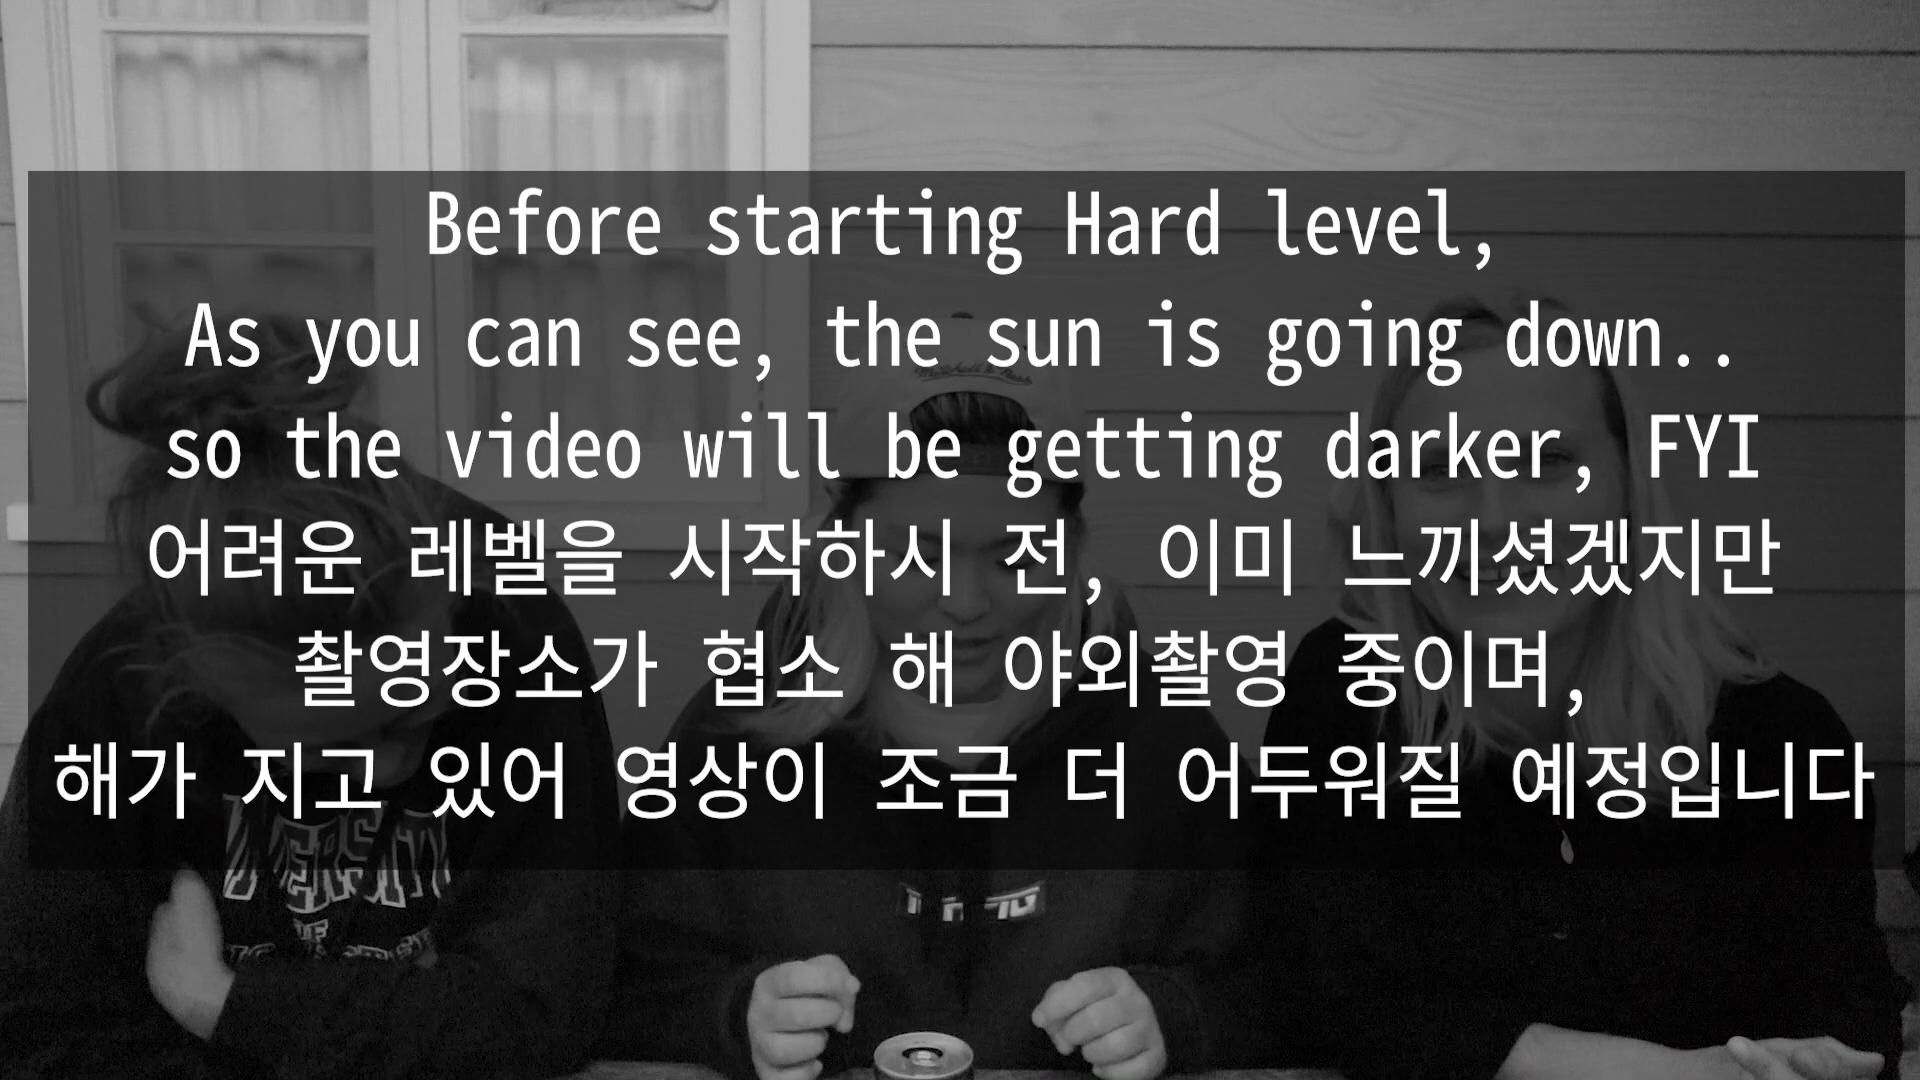 Before starting Hard level,
As you can see, the sun is going down..
so the video will be getting darker, FYI
어려운 레벨을 시작하시 전, 이미 느끼셨겠지만
촬영장소가 협소 해 야외촬영 중이며,
해가 지고 있어 영상이 조금 더 어두워질 예정입니다